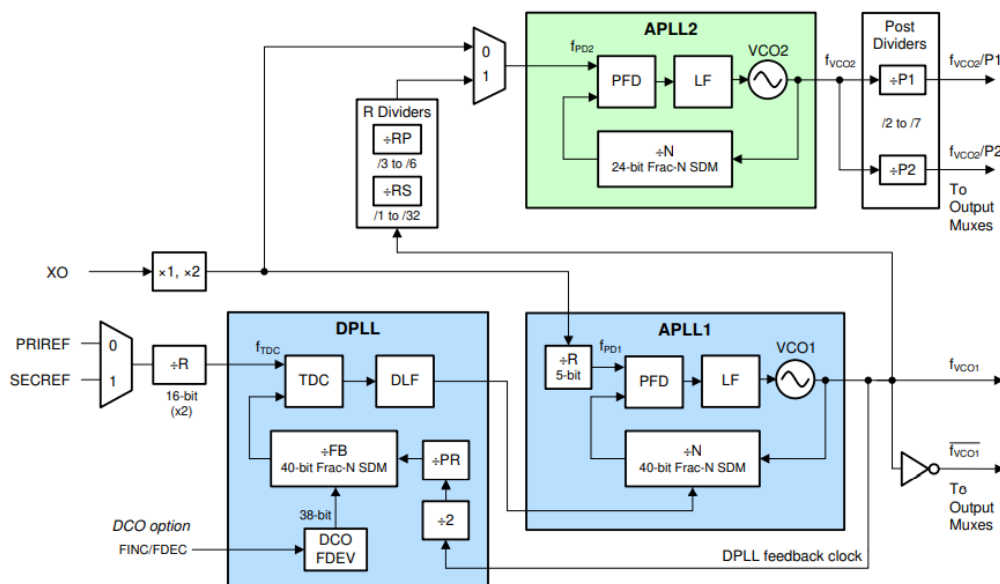 APLL2
Post
Dividers
VCO2
0
1
fPD2
PFD
LF
fVCO2
÷P1
fVCO2/P1
/2 to /7
R Dividers
÷RP
/3 to /6
÷RS
/1 to /32
÷N
24-bit Frac-N SDM
÷P2
fVCO2/P2
To
Output
Muxes
XO
×1, ×2
DPLL
APLL1
PRIREF
0
SECREF
1
÷R
16-bit
(x2)
fTDC
TDC
DLF
÷R
5-bit
fPD1
PFD
LF
VCO1
fVCO1
÷FB
40-bit Frac-N SDM
÷PR
÷N
40-bit Frac-N SDM
fVCO1
To
Output
Muxes
38-bit
÷2
DCO option
FINC/FDEC
DCO
FDEV
DPLL feedback clock